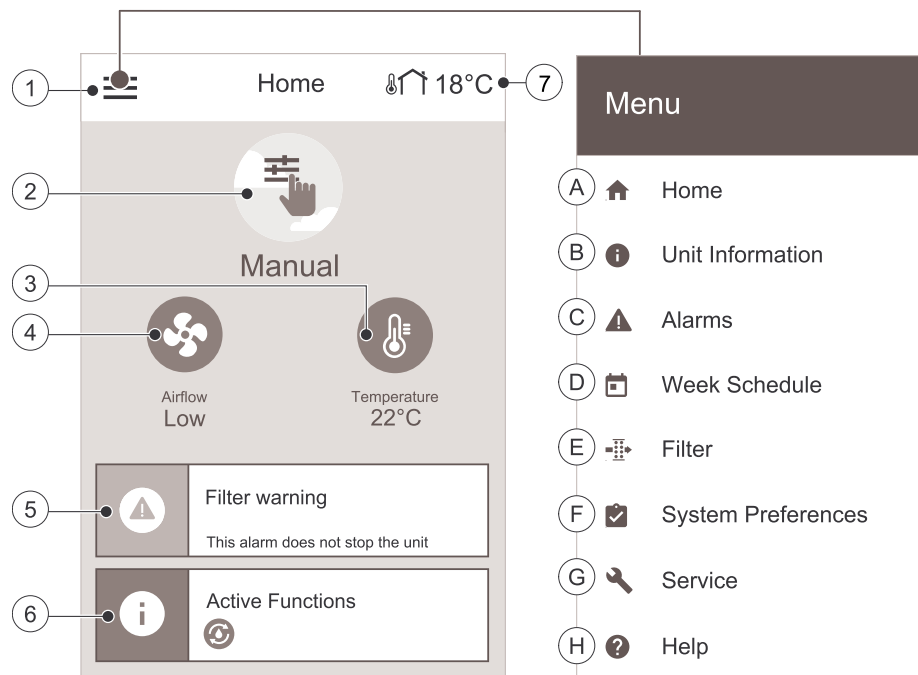 1
Home
18°C
7
2
Manual
3
4
Airflow
Low
Temperature
22°C
5
Filter warning
This alarm does not stop the unit
6
Active Functions
Menu
A Home
B Unit Information
C Alarms
D Week Schedule
E Filter
F System Preferences
G Service
H Help